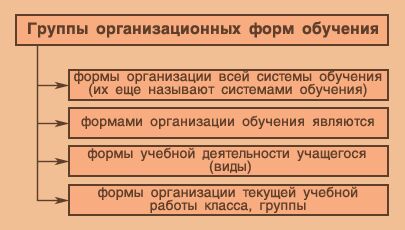 Группы организационных форм обучения
формы организации всей системы обучения
(их еще называют системами обучения)
формами организации обучения являются
формы учебной деятельности учащегося
(виды)
формы организации текущей учебной
работы класса, группы